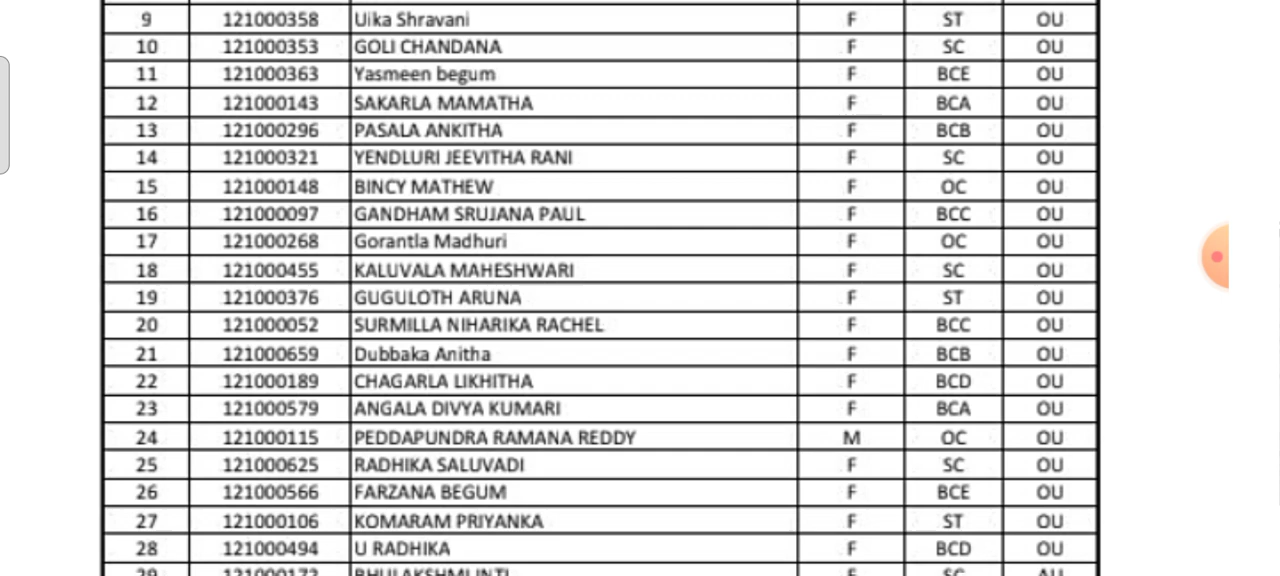 9 121000358 Uika Shravani F ST OU
10 121000353 GOLI CHANDANA F SC OU
11 121000363 Yasmeen begum F BCE OU
12 121000143 SAKARLA MAMATHA F BCA OU
13 121000296 PASALA ANKITHA F BCB OU
14 121000321 YENDLURI JEEVITHA RANI F SC OU
15 121000148 BINCY MATHEW F OC OU
16 121000097 GANDHAM SRUJANA PAUL F BCC OU
17 121000268 Gorantla Madhuri F OC OU
18 121000455 KALUVALA MAHESHWARI F SC OU
19 121000376 GUGULOTH ARUNA F ST OU
20 121000052 SURMILLA NIHARIKA RACHEL F BCC OU
21 121000659 Dubbaka Anitha F BCB OU
22 121000189 CHAGARLA LIKHITHA F BCD OU
23 121000579 ANGALA DIVYA KUMARI F BCA OU
24 121000115 PEDDAPUNDRA RAMANA REDDY M OC OU
25 121000625 RADHIKA SALUVADI F SC OU
26 121000566 FARZANA BEGUM F BCE OU
27 121000106 KOMARAM PRIYANKA F ST OU
28 121000494 U RADHIKA F BCD OU